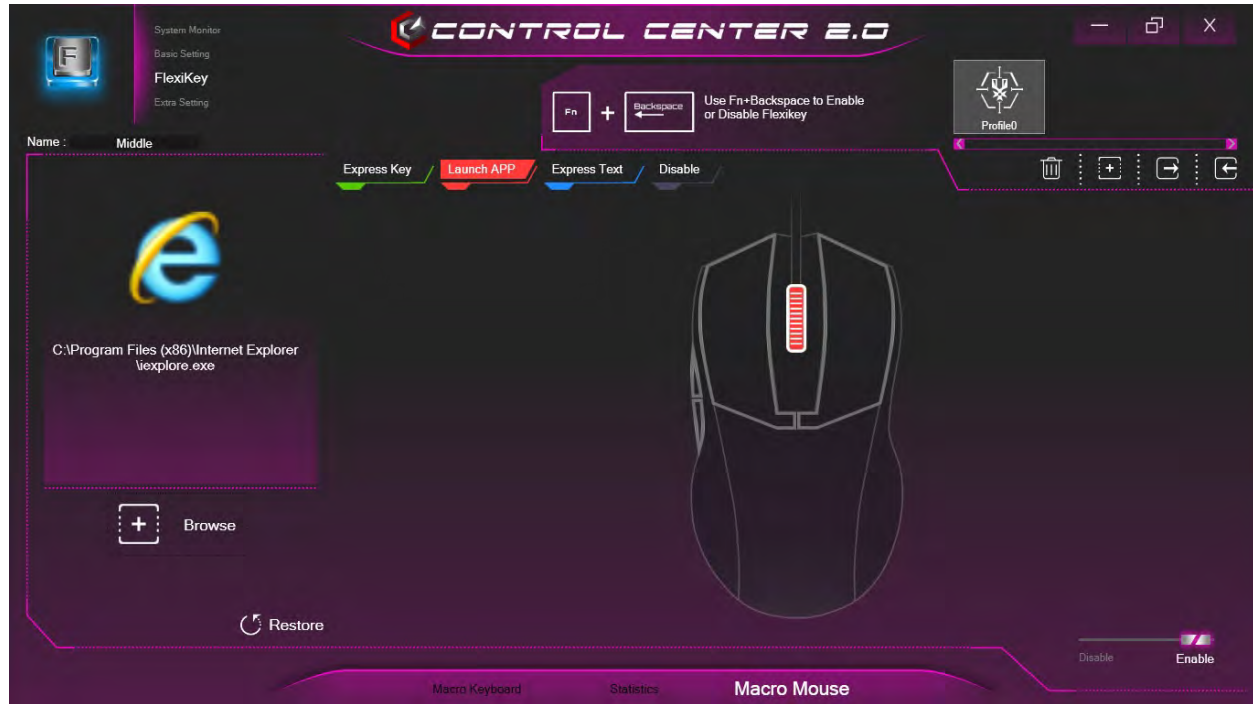 System Monitor
Basic Setting
FlexiKey
Extra Setting
CONTROL CENTER 2.0
Fn
+
Backspace
Use Fn+Backspace to Enable
or Disable Flexikey
Profile0
Name :
Middle
Express Key
Launch APP
Express Text
Disable
C:\Program Files (x86)\Internet Explorer
\iexplore.exe
Browse
Restore
Disable
Enable
Macro Keyboard
Statistics
Macro Mouse